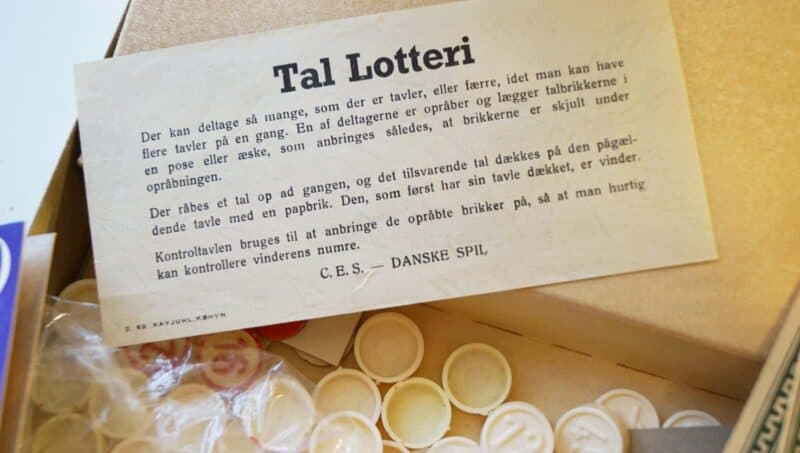 Tal Lotteri
Der kan deltage så mange, som der er tavler, eller færre, idet man kan have
flere tavler på en gang. En af deltagerne er opråber og lægger talbrikkerne i
en pose eller æske, som anbringes således, at brikkerne er skjult under
opråbningen.
Der råbes et tal op ad gangen, og det tilsvarende tal dækkes på den pågæl-
dende tavle med en papbrik. Den, som først har sin tavle dækket, er vinder.
Kontroltavlen bruges til at anbringe de opråbte brikker på, så at man hurtig
kan kontrollere vinderens numre.
C. E. S. — DANSKE SPIL
2. 62. KAYJUHL. KBHVN.